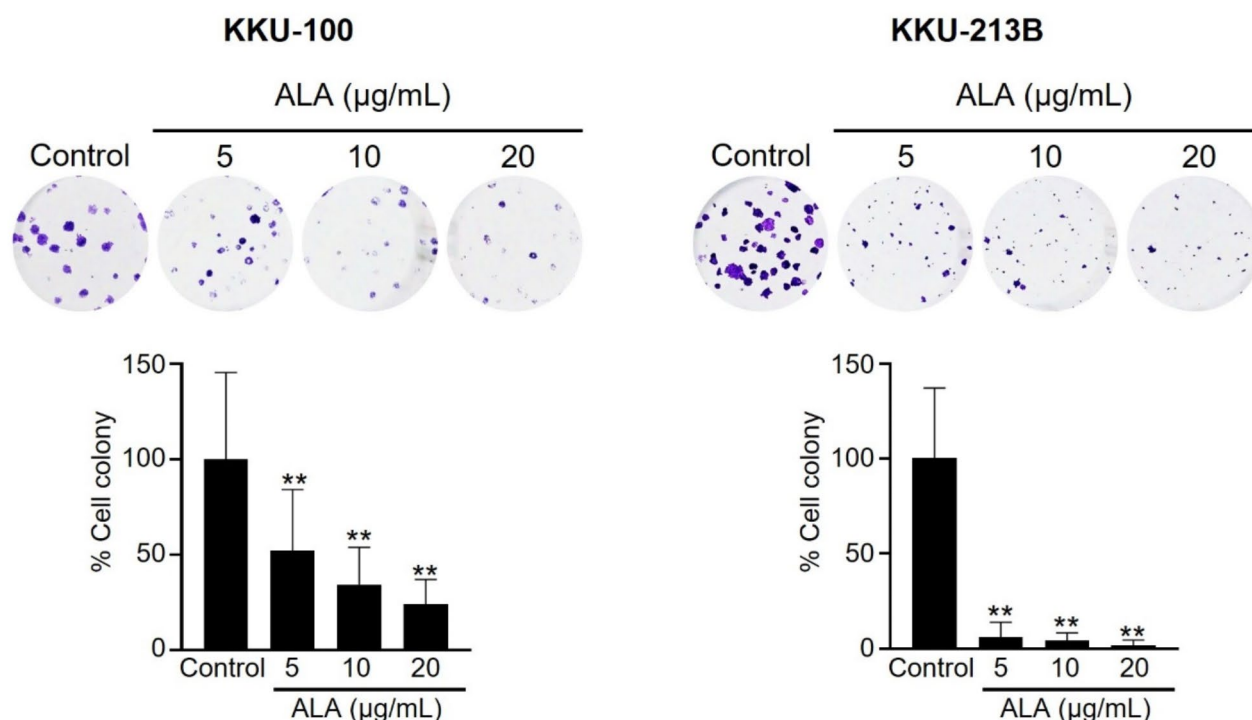 KKU-100
ALA (µg/mL)
Control 5 10 20
150
100
50
0
% Cell colony
**
**
**
Control 5 10 20
ALA (µg/mL)
KKU-213B
ALA (µg/mL)
Control 5 10 20
150
100
50
0
% Cell colony
**
**
**
Control 5 10 20
ALA (µg/mL)